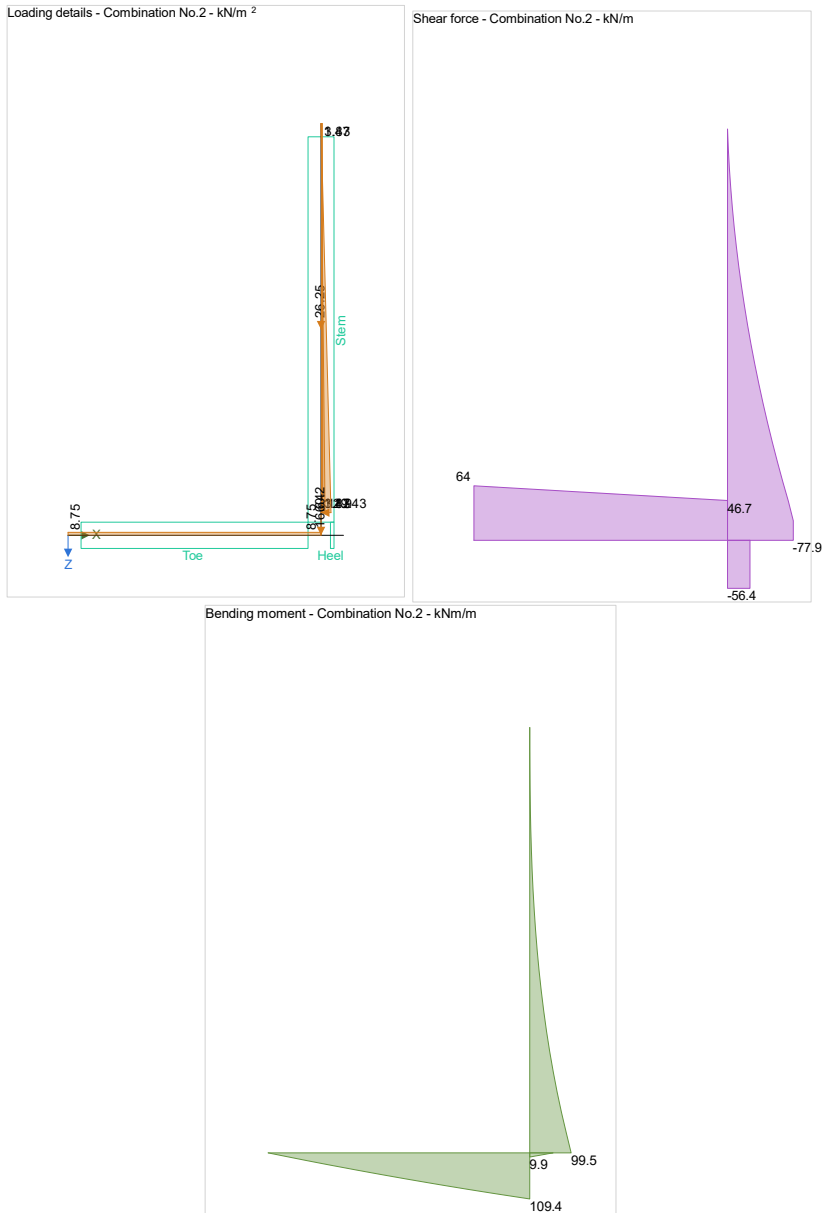 Loading details - Combination No.2 - kN/m ²
26.25
Stem
8.75
8.75
X
Z
Toe
Heel
Shear force - Combination No.2 - kN/m
64
46.7
-77.9
-56.4
Bending moment - Combination No.2 - kNm/m
9.9
99.5
109.4